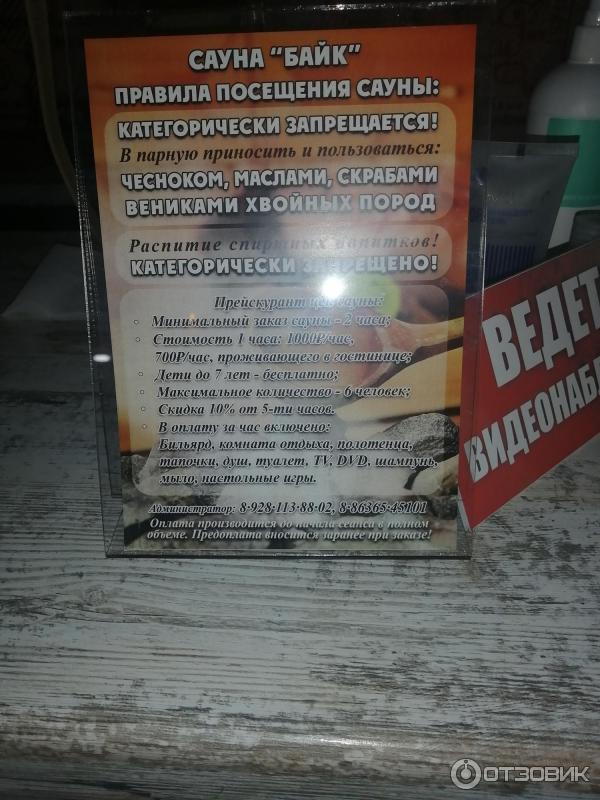 САУНА "БАЙК"
ПРАВИЛА ПОСЕЩЕНИЯ САУНЫ:
КАТЕГОРИЧЕСКИ ЗАПРЕЩАЕТСЯ!
В парную приносить и пользоваться:
ЧЕСНОКОМ, МАСЛАМИ, СКРАБАМИ
ВЕНИКАМИ ХВОЙНЫХ ПОРОД
Распитие спиртных напитков!
КАТЕГОРИЧЕСКИ ЗАПРЕЩЕНО!
Прейскурант цен сауны:
◦ Минимальный заказ сауны - 2 часа;
◦ Стоимость 1 часа: 1000Р/час,
700Р/час, проживающего в гостинице;
◦ Дети до 7 лет - бесплатно;
◦ Максимальное количество - 6 человек;
◦ Скидка 10% от 5-ти часов.
◦ В оплату за час включено:
Бильярд, комната отдыха, полотенца,
тапочки, душ, туалет, TV, DVD, шампунь,
мыло, настольные игры.
Администратор: 8-928-113-88-02, 8-86365-45101
Оплата производится до начала сеанса в полном
объеме. Предоплата вносится заранее при заказе!
ВЕДЕТ
ВИДЕОНАБЛ
ОТЗОВИК